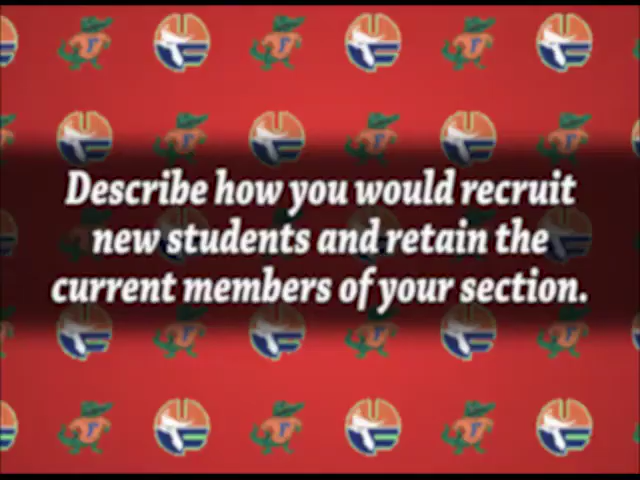 Describe how you would recruit
new students and retain the
current members of your section.